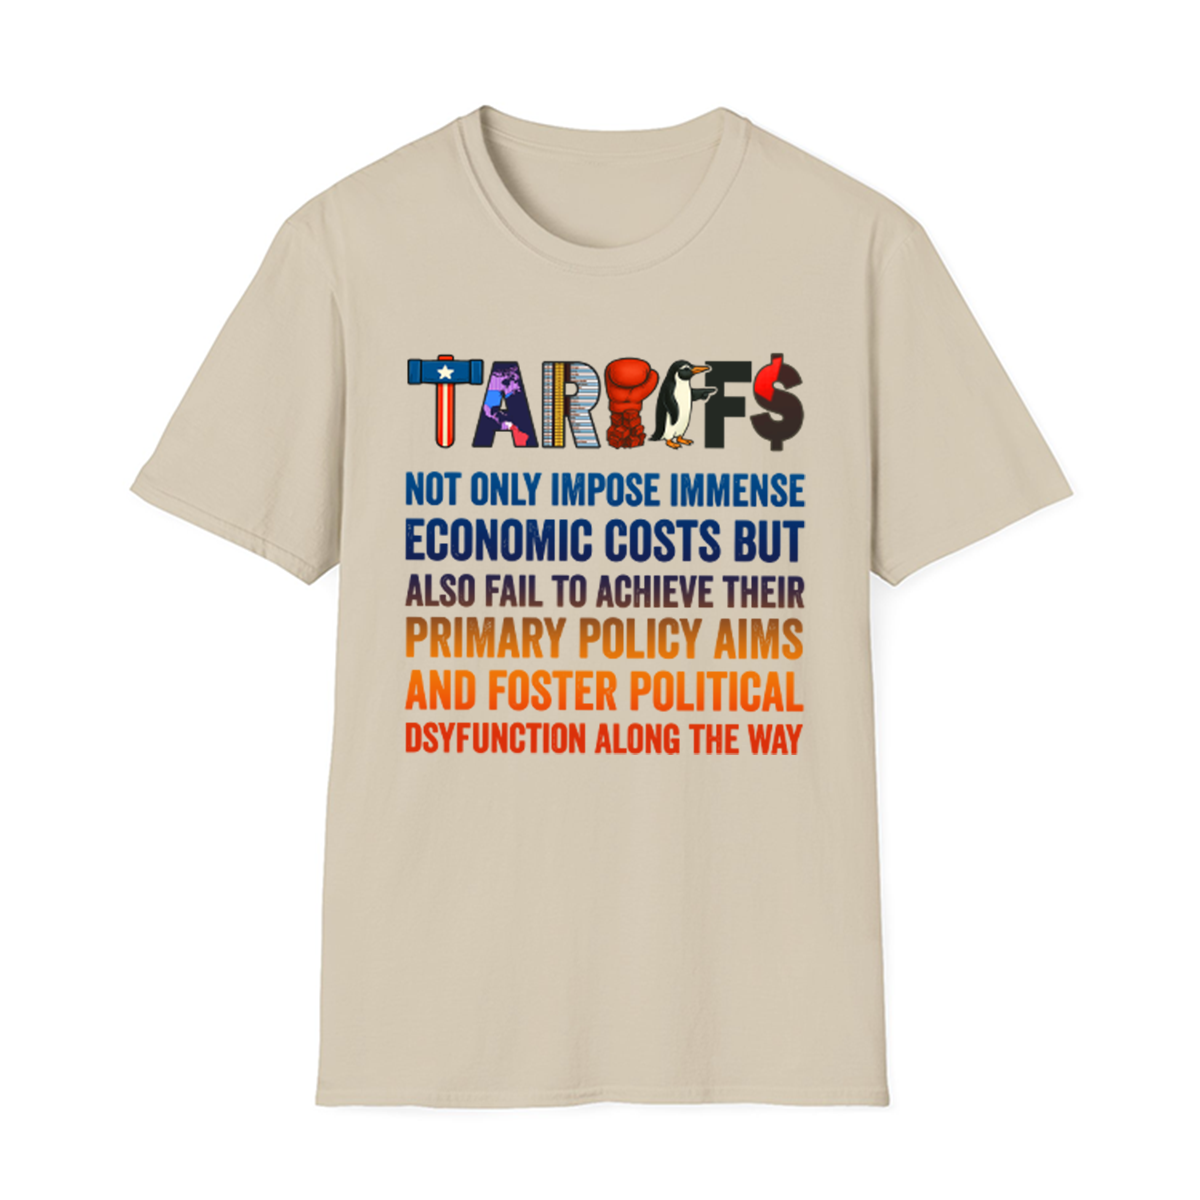 TARIFF$
NOT ONLY IMPOSE IMMENSE
ECONOMIC COSTS BUT
ALSO FAIL TO ACHIEVE THEIR
PRIMARY POLICY AIMS
AND FOSTER POLITICAL
DSYFUNCTION ALONG THE WAY